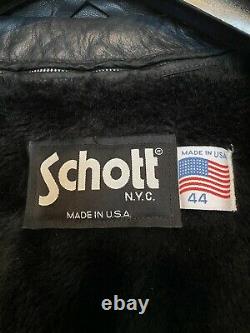 Schott®
N.Y.C.
MADE IN U.S.A.
MADE IN USA
44